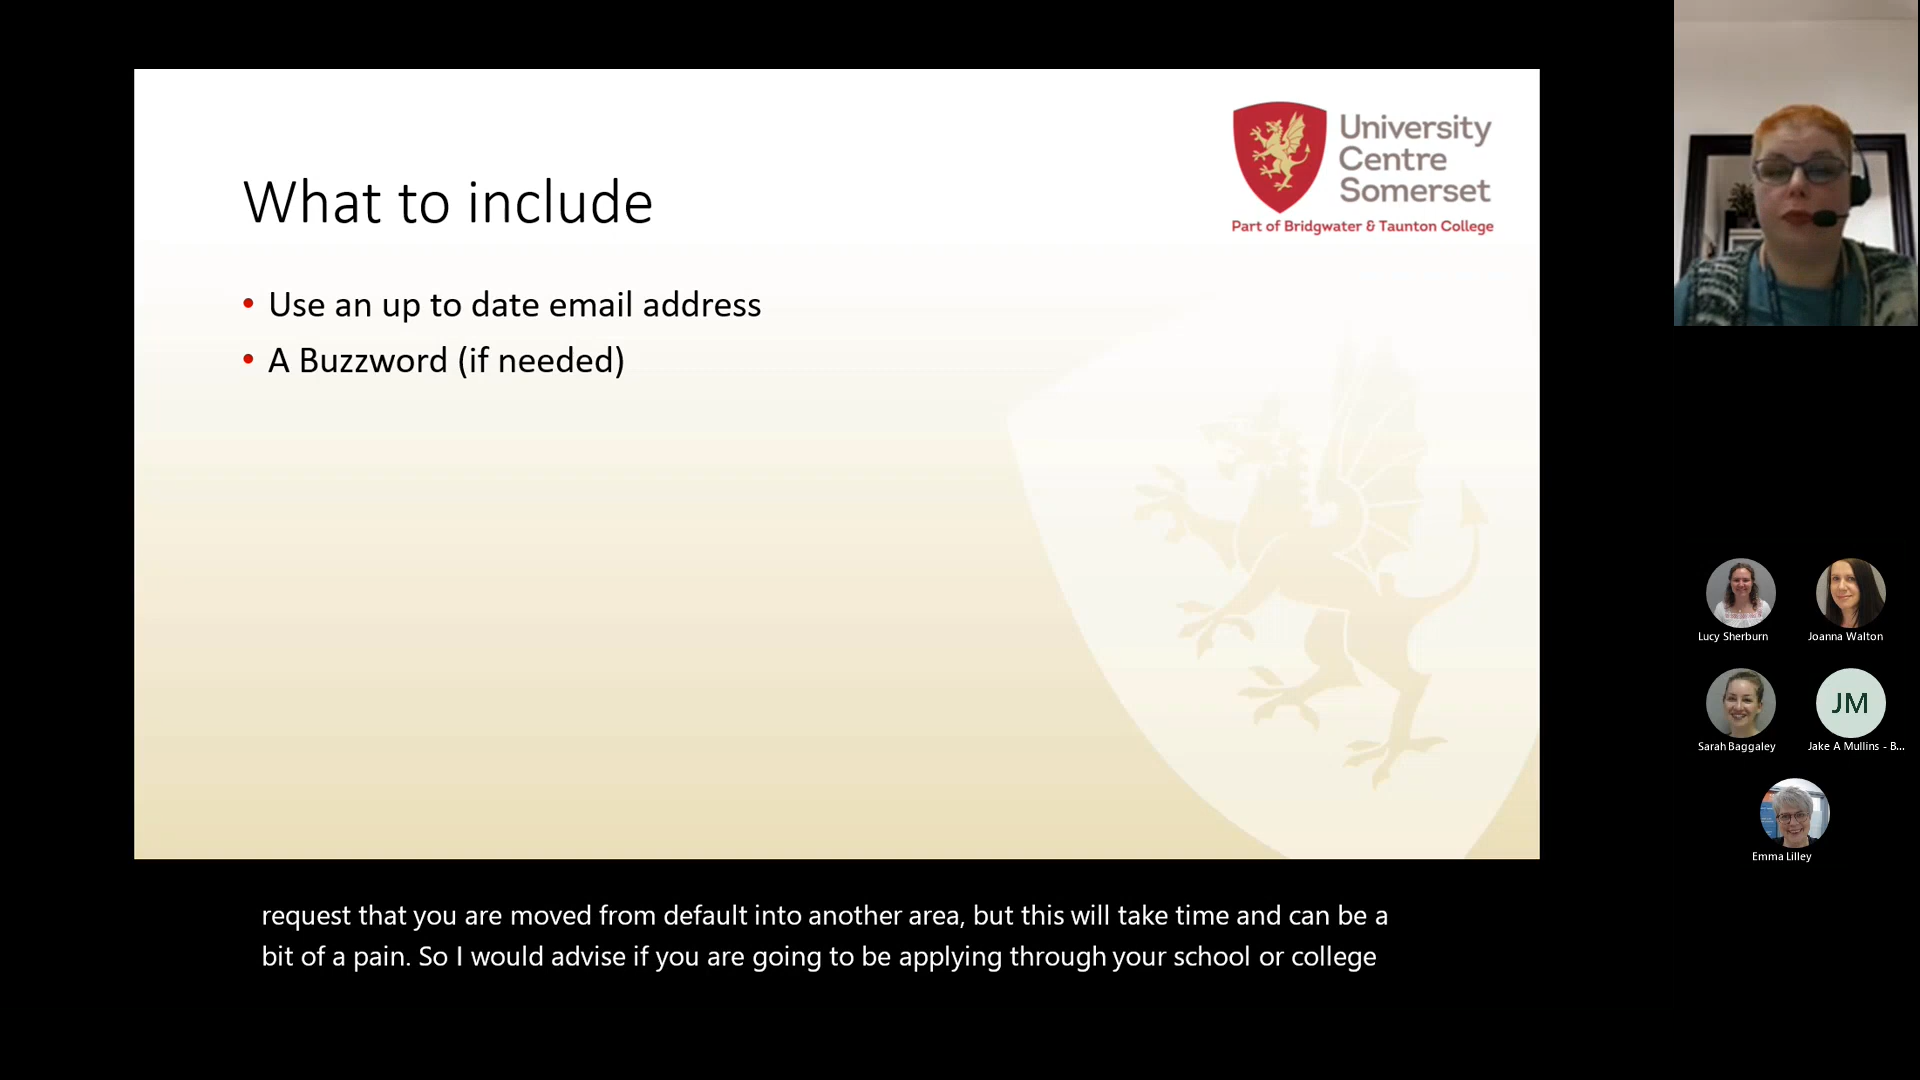 University
Centre
Somerset
Part of Bridgwater & Taunton College
What to include
• Use an up to date email address
• A Buzzword (if needed)
Lucy Sherburn
Joanna Walton
JM
Sarah Baggaley
Jake A Mullins - B...
Emma Lilley
request that you are moved from default into another area, but this will take time and can be a
bit of a pain. So I would advise if you are going to be applying through your school or college